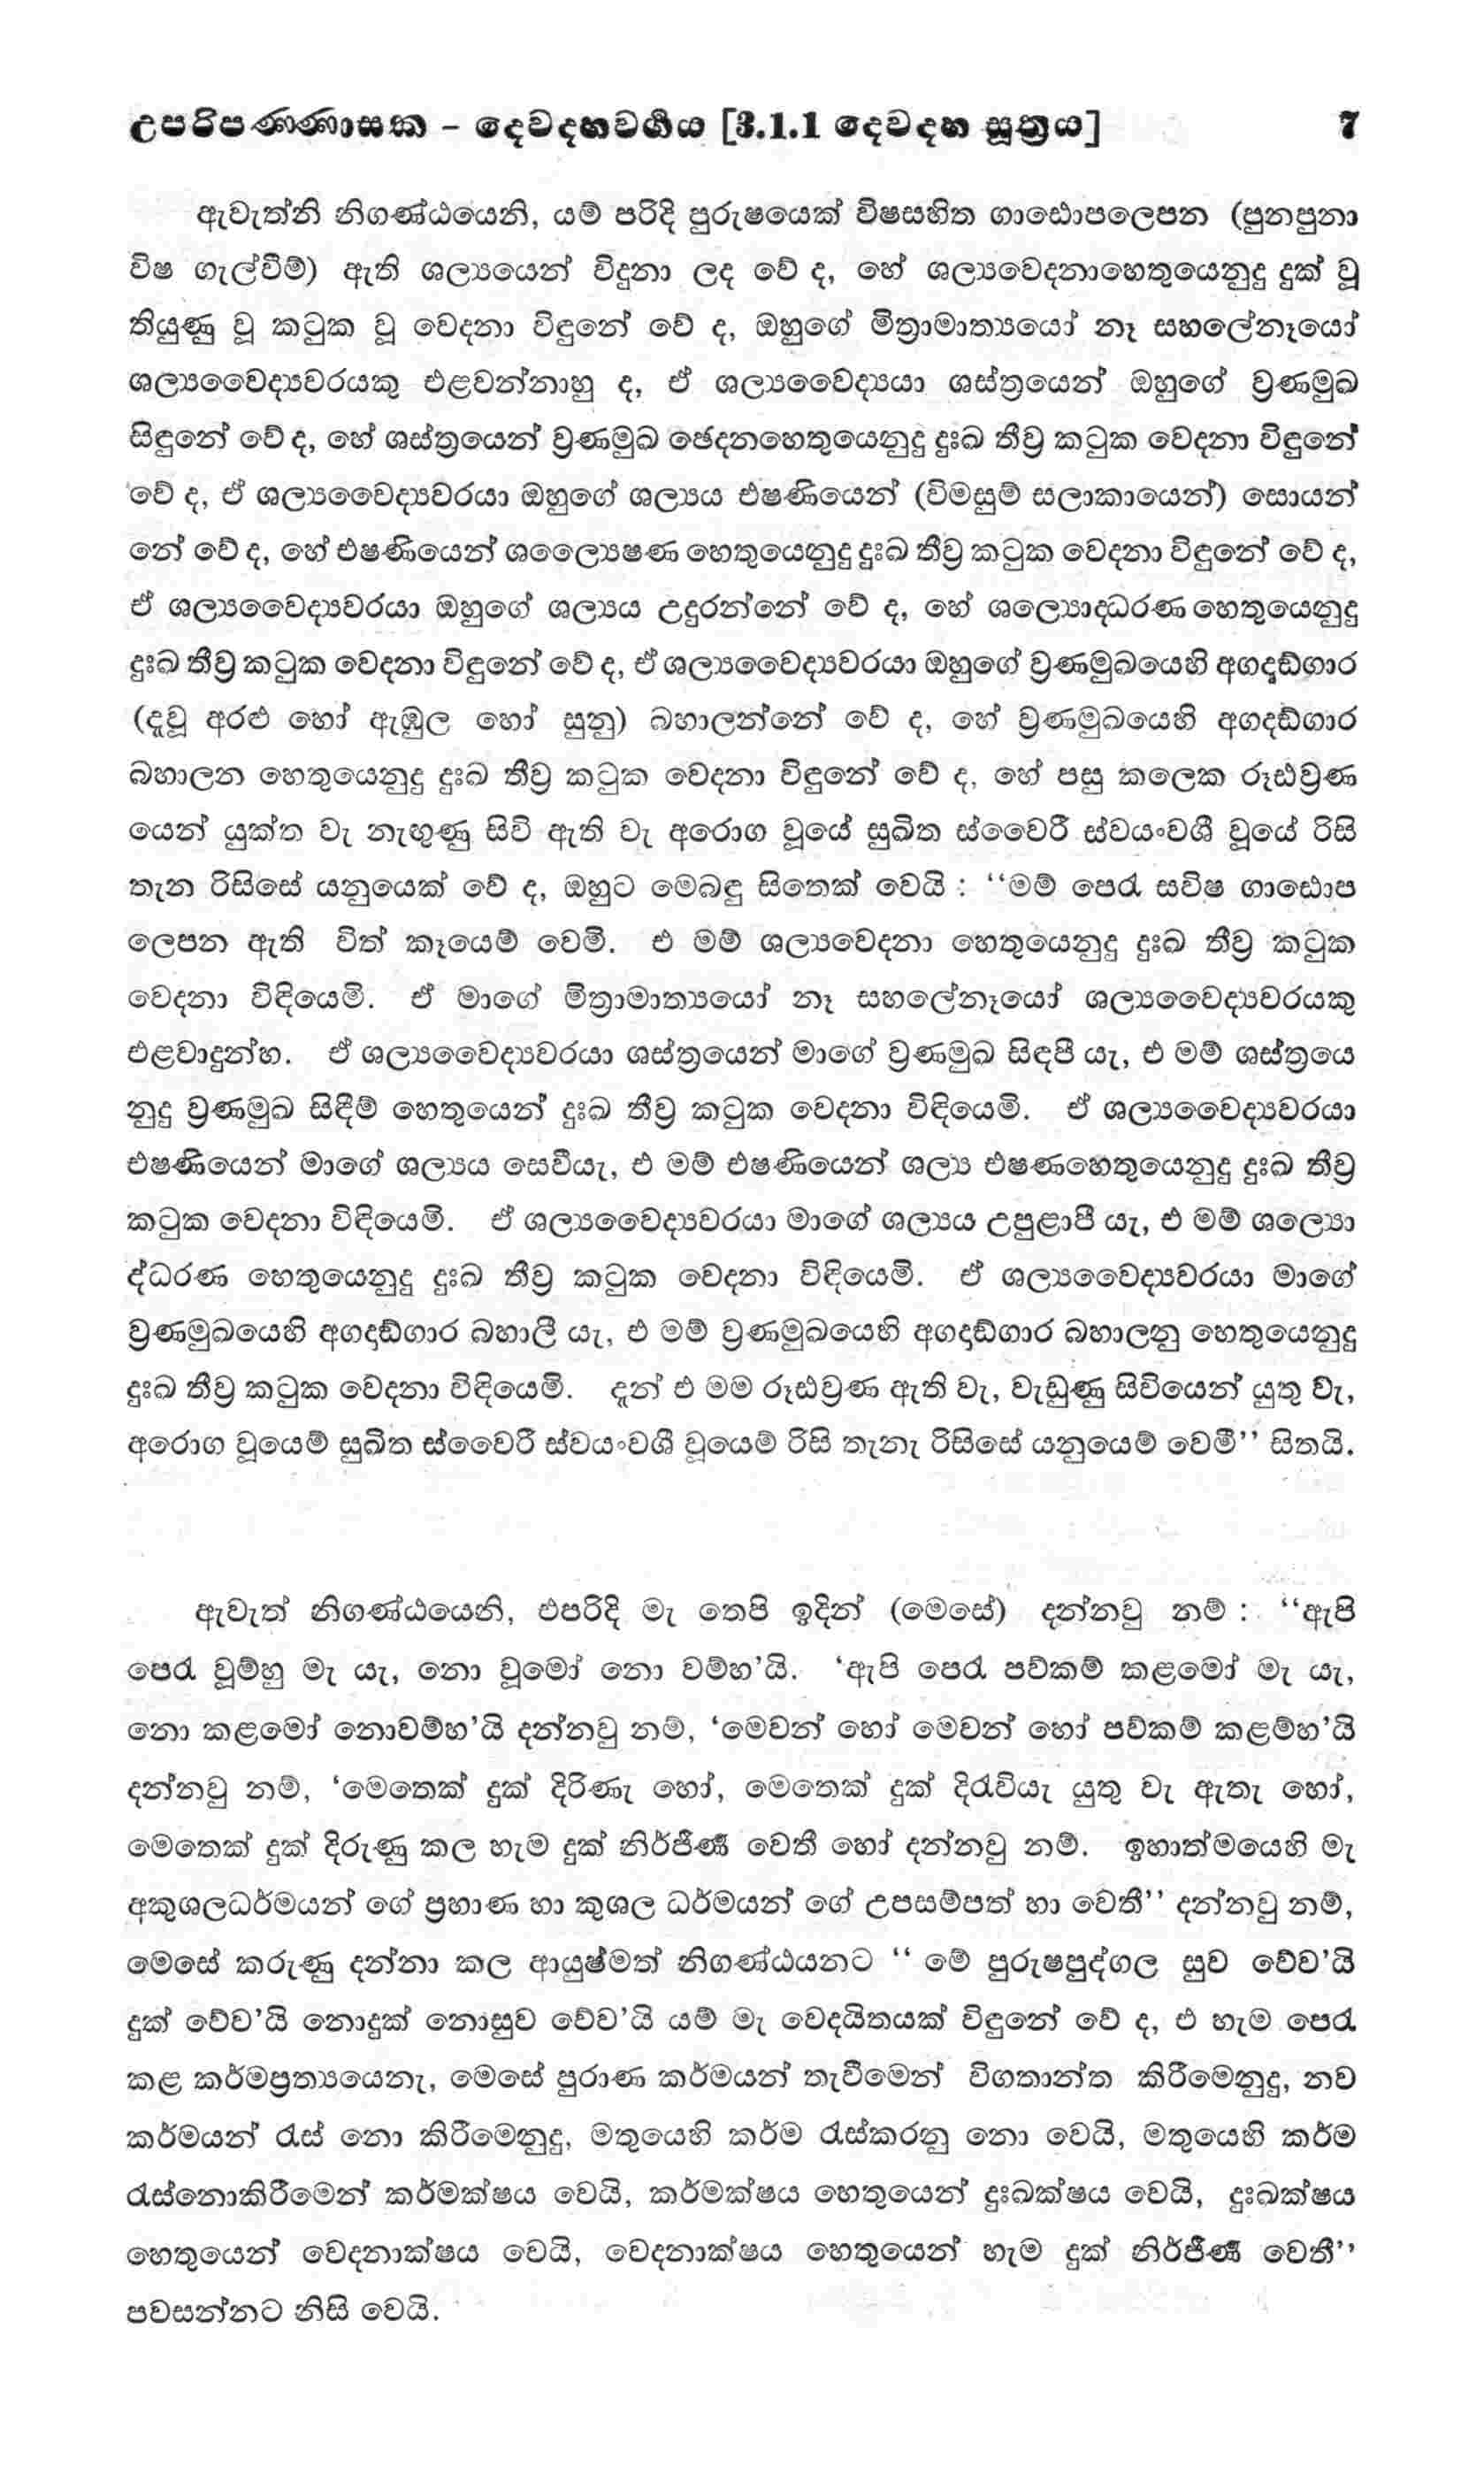 උපරිපණ්ණාසක – දෙවදහවර්‍ගය [3.1.1 දෙවදහ සූත්‍රය] 7
ඇවැත්නි නිගණ්ඨයෙනි, යම් පරිදි පුරුෂයෙක් විෂසහිත ගාඪොපලෙපන (පුනපුනා
විෂ ගැල්වීම්) ඇති ශල්‍යයෙන් විදුනා ලද වේ ද, හේ ශල්‍යවෙදනාහෙතුයෙනුදු දුක් වූ
තියුණු වූ කටුක වූ වෙදනා විඳුනේ වේ ද, ඔහුගේ මිත්‍රාමාත්‍යයෝ නෑ සහලේනෑයෝ
ශල්‍යවෛද්‍යවරයකු එළවන්නාහු ද, ඒ ශල්‍යවෛද්‍යයා ශස්ත්‍රයෙන් ඔහුගේ ව්‍රණමුඛ
සිඳුනේ වේ ද, හේ ශස්ත්‍රයෙන් ව්‍රණමුඛ ඡෙදනහෙතුයෙනුදු දුඃඛ තීව්‍ර කටුක වෙදනා විඳුනේ
වේ ද, ඒ ශල්‍යවෛද්‍යවරයා ඔහුගේ ශල්‍යය එෂණියෙන් (විමසුම් සලාකායෙන්) සොයන්
නේ වේ ද, හේ එෂණියෙන් ශල්‍යෛෂණ හෙතුයෙනුදු දුඃඛ තීව්‍ර කටුක වෙදනා විඳුනේ වේ ද,
ඒ ශල්‍යවෛද්‍යවරයා ඔහුගේ ශල්‍යය උදුරන්නේ වේ ද, හේ ශල්‍යොද්ධරණ හෙතුයෙනුදු
දුඃඛ තීව්‍ර කටුක වෙදනා විඳුනේ වේ ද, ඒ ශල්‍යවෛද්‍යවරයා ඔහුගේ ව්‍රණමුඛයෙහි අගදඞ්ගාර
(දැවූ අරළු හෝ ඇඹුල හෝ සුනු) බහාලන්නේ වේ ද, හේ ව්‍රණමුඛයෙහි අගදඞ්ගාර
බහාලන හෙතුයෙනුදු දුඃඛ තීව්‍ර කටුක වෙදනා විඳුනේ වේ ද, හේ පසු කලෙක රූඪව්‍රණ
යෙන් යුක්ත වැ නැඟුණු සිවි ඇති වැ අරොග වූයේ සුඛිත ස්වෛරී ස්වයංවශී වූයේ රිසි
තැන රිසිසේ යනුයෙක් වේ ද, ඔහුට මෙබඳු සිතෙක් වෙයි : “මම් පෙරැ සවිෂ ගාඪොප
ලෙපන ඇති විත් කෑයෙම් වෙමි. එ මම් ශල්‍යවෙදනා හෙතුයෙනුදු දුඃඛ තීව්‍ර කටුක
වෙදනා විඳියෙමි. ඒ මාගේ මිත්‍රාමාත්‍යයෝ නෑ සහලේනෑයෝ ශල්‍යවෛද්‍යවරයකු
එළවාදුන්හ. ඒ ශල්‍යවෛද්‍යවරයා ශස්ත්‍රයෙන් මාගේ ව්‍රණමුඛ සිඳපී යැ, එ මම් ශස්ත්‍රයෙ
නුදු ව්‍රණමුඛ සිඳීම් හෙතුයෙන් දුඃඛ තීව්‍ර කටුක වෙදනා විඳියෙමි. ඒ ශල්‍යවෛද්‍යවරයා
එෂණියෙන් මාගේ ශල්‍යය සෙවීයැ, එ මම් එෂණියෙන් ශල්‍ය එෂණහෙතුයෙනුදු දුඃඛ තීව්‍ර
කටුක වෙදනා විඳියෙමි. ඒ ශල්‍යවෛද්‍යවරයා මාගේ ශල්‍යය උපුළාපී යැ, එ මම් ශල්‍යො
ද්ධරණ හෙතුයෙනුදු දුඃඛ තීව්‍ර කටුක වෙදනා විඳියෙමි. ඒ ශල්‍යවෛද්‍යවරයා මාගේ
ව්‍රණමුඛයෙහි අගදාඞ්ගාර බහාලී යැ, එ මම් ව්‍රණමුඛයෙහි අගදාඞ්ගාර බහාලනු හෙතුයෙනුදු
දුඃඛ තීව්‍ර කටුක වෙදනා විඳියෙමි. දැන් එ මම රූඪව්‍රණ ඇති වැ, වැඩුණු සිවියෙන් යුතු වැ,
අරොග වූයෙම් සුඛිත ස්වෛරී ස්වයංවශී වූයෙම් රිසි තැනැ රිසිසේ යනුයෙම් වෙමී” සිතයි.
ඇවැත් නිගණ්ඨයෙනි, එපරිදි මැ තෙපි ඉදින් (මෙසේ) දන්නවු නම් : “ඇපි
පෙරැ වූම්හු මැ යැ, නො වූමෝ නො වම්හ’යි. ‘ඇපි පෙරැ පව්කම් කළමෝ මැ යැ,
නො කළමෝ නොවම්හ’යි දන්නවු නම්, ‘මෙවන් හෝ මෙවන් හෝ පව්කම් කළම්හ’යි
දන්නවු නම්, ‘මෙතෙක් දුක් දිරිණැ හෝ, මෙතෙක් දුක් දිරැවියැ යුතු වැ ඇතැ හෝ,
මෙතෙක් දුක් දිරුණු කල හැම දුක් නිර්ජීර්‍ණ වෙතී හෝ දන්නවු නම්. ඉහාත්මයෙහි මැ
අකුශලධර්මයන් ගේ ප්‍රහාණ හා කුශල ධර්මයන් ගේ උපසම්පත් හා වෙතී” දන්නවු නම්,
මෙසේ කරුණු දන්නා කල ආයුෂ්මත් නිගණ්ඨයනට “ මේ පුරුෂපුද්ගල සුව වේව’යි
දුක් වේව’යි නොදුක් නොසුව වේව’යි යම් මැ වෙදයිතයක් විඳුනේ වේ ද, එ හැම පෙරැ
කළ කර්මප්‍රත්‍යයෙනැ, මෙසේ පුරාණ කර්මයන් තැවීමෙන් විගතාන්ත කිරීමෙනුදු, නව
කර්මයන් රැස් නො කිරීමෙනුදු, මතුයෙහි කර්ම රැස්කරනු නො වෙයි, මතුයෙහි කර්ම
රැස්නොකිරීමෙන් කර්මක්ෂය වෙයි, කර්මක්ෂය හෙතුයෙන් දුඃඛක්ෂය වෙයි, දුඃඛක්ෂය
හෙතුයෙන් වෙදනාක්ෂය වෙයි, වෙදනාක්ෂය හෙතුයෙන් හැම දුක් නිර්ජීර්‍ණ වෙතී”
පවසන්නට නිසි වෙයි.